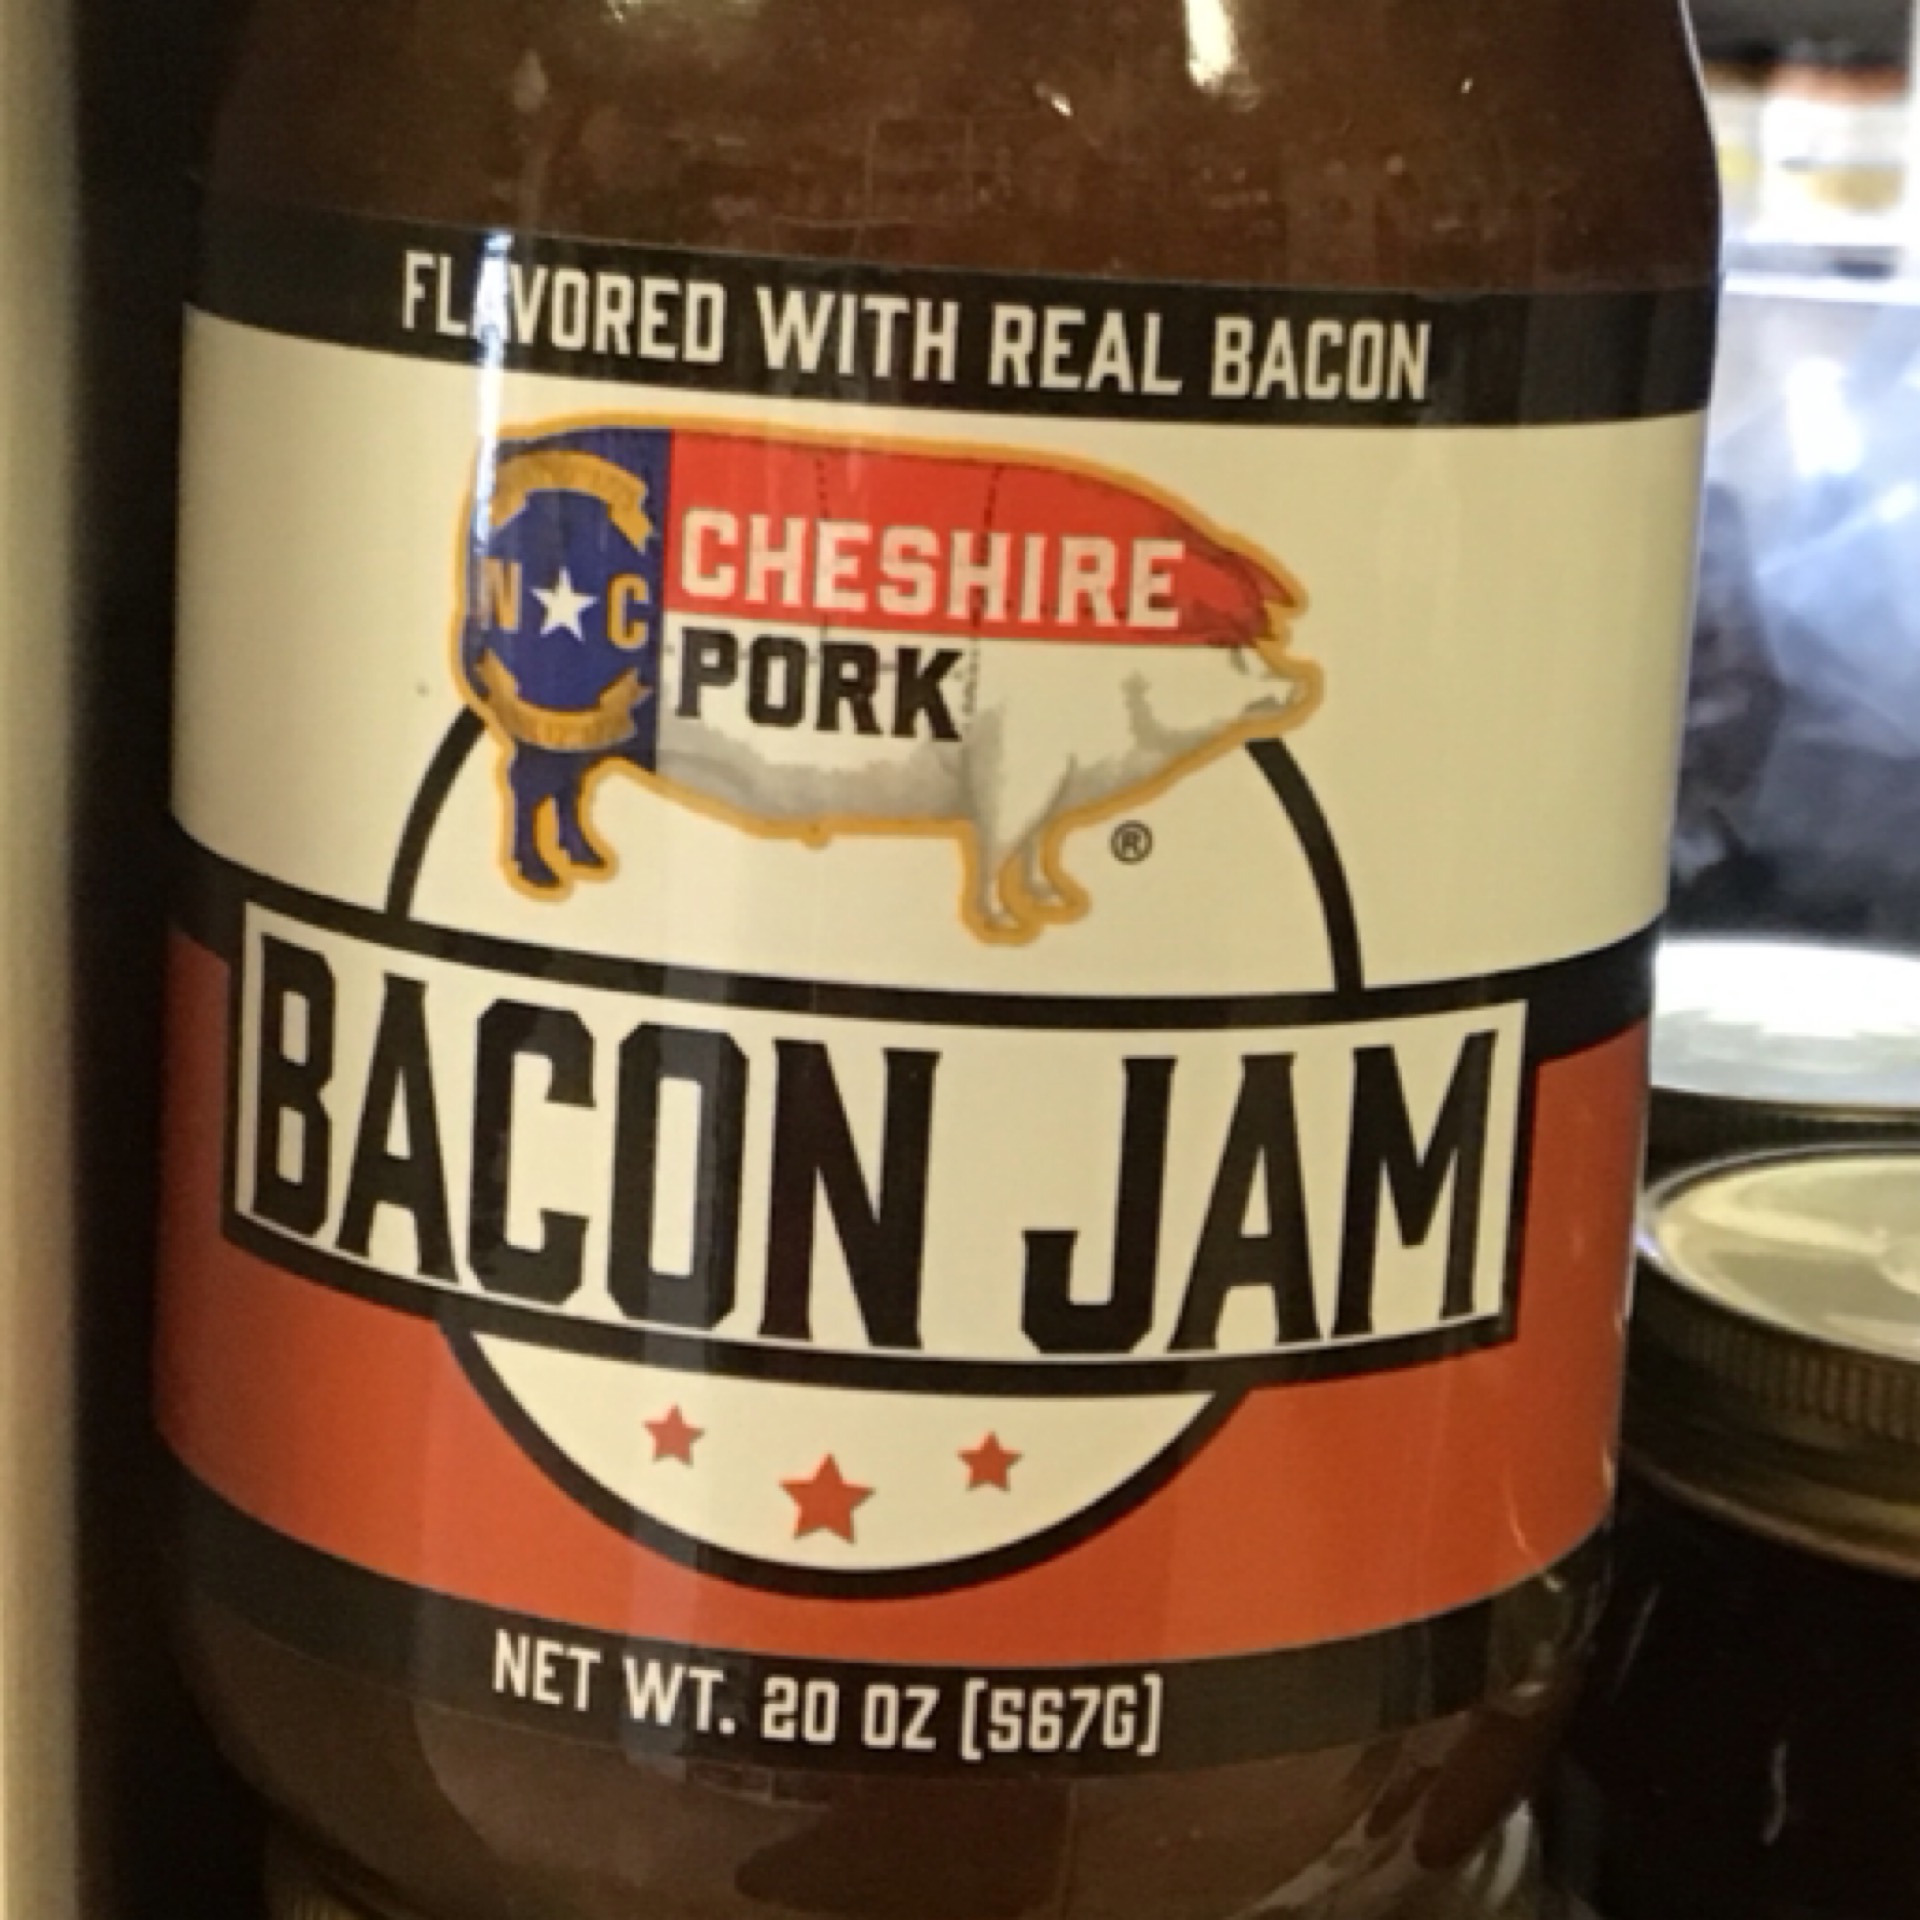 FLAVORED WITH REAL BACON
N C
CHESHIRE
PORK
®
BACON JAM
NET WT. 20 OZ [567G]